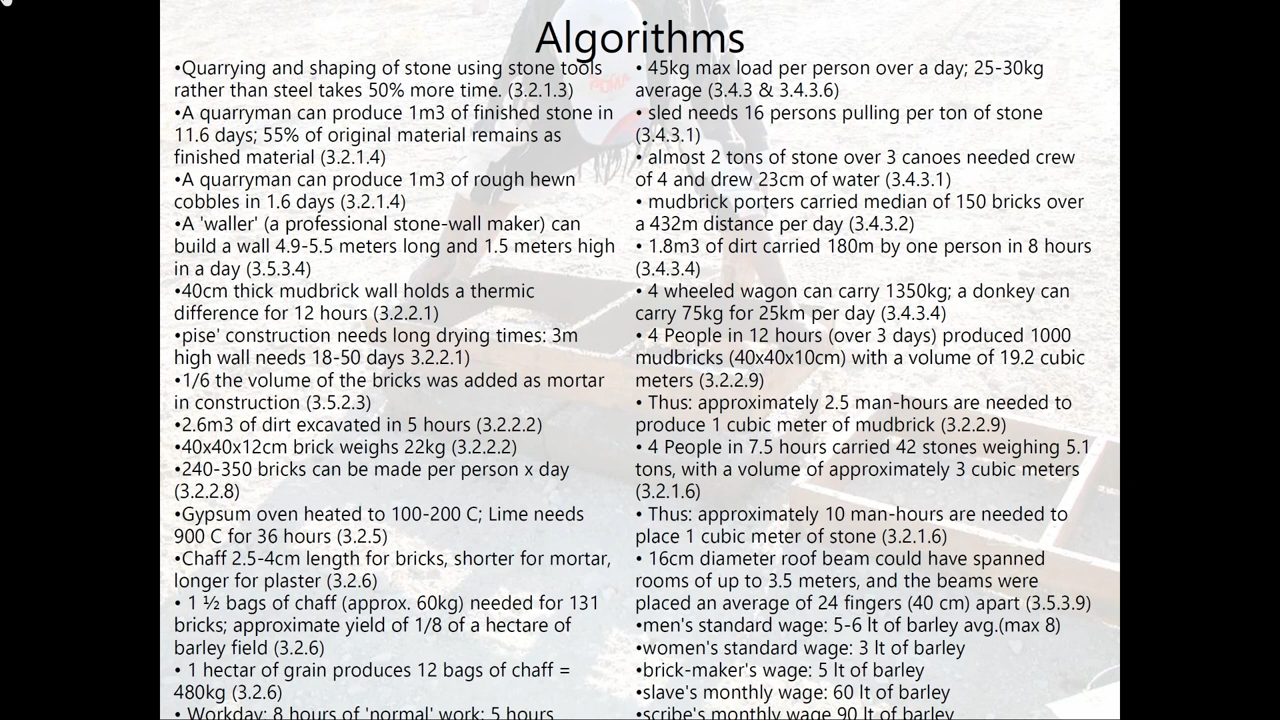 Algorithms
•Quarrying and shaping of stone using stone tools
rather than steel takes 50% more time. (3.2.1.3)
•A quarryman can produce 1m3 of finished stone in
11.6 days; 55% of original material remains as
finished material (3.2.1.4)
•A quarryman can produce 1m3 of rough hewn
cobbles in 1.6 days (3.2.1.4)
•A 'waller' (a professional stone-wall maker) can
build a wall 4.9-5.5 meters long and 1.5 meters high
in a day (3.5.3.4)
•40cm thick mudbrick wall holds a thermic
difference for 12 hours (3.2.2.1)
•pise' construction needs long drying times: 3m
high wall needs 18-50 days 3.2.2.1)
•1/6 the volume of the bricks was added as mortar
in construction (3.5.2.3)
•2.6m3 of dirt excavated in 5 hours (3.2.2.2)
•40x40x12cm brick weighs 22kg (3.2.2.2)
•240-350 bricks can be made per person x day
(3.2.2.8)
•Gypsum oven heated to 100-200 C; Lime needs
900 C for 36 hours (3.2.5)
•Chaff 2.5-4cm length for bricks, shorter for mortar,
longer for plaster (3.2.6)
• 1 ½ bags of chaff (approx. 60kg) needed for 131
bricks; approximate yield of 1/8 of a hectare of
barley field (3.2.6)
• 1 hectar of grain produces 12 bags of chaff =
480kg (3.2.6)
• Workday: 8 hours of 'normal' work; 5 hours
• 45kg max load per person over a day; 25-30kg
average (3.4.3 & 3.4.3.6)
• sled needs 16 persons pulling per ton of stone
(3.4.3.1)
• almost 2 tons of stone over 3 canoes needed crew
of 4 and drew 23cm of water (3.4.3.1)
• mudbrick porters carried median of 150 bricks over
a 432m distance per day (3.4.3.2)
• 1.8m3 of dirt carried 180m by one person in 8 hours
(3.4.3.4)
• 4 wheeled wagon can carry 1350kg; a donkey can
carry 75kg for 25km per day (3.4.3.4)
• 4 People in 12 hours (over 3 days) produced 1000
mudbricks (40x40x10cm) with a volume of 19.2 cubic
meters (3.2.2.9)
• Thus: approximately 2.5 man-hours are needed to
produce 1 cubic meter of mudbrick (3.2.2.9)
• 4 People in 7.5 hours carried 42 stones weighing 5.1
tons, with a volume of approximately 3 cubic meters
(3.2.1.6)
• Thus: approximately 10 man-hours are needed to
place 1 cubic meter of stone (3.2.1.6)
• 16cm diameter roof beam could have spanned
rooms of up to 3.5 meters, and the beams were
placed an average of 24 fingers (40 cm) apart (3.5.3.9)
•men's standard wage: 5-6 lt of barley avg.(max 8)
•women's standard wage: 3 lt of barley
•brick-maker's wage: 5 lt of barley
•slave's monthly wage: 60 lt of barley
•scribe's monthly wage 90 lt of barley